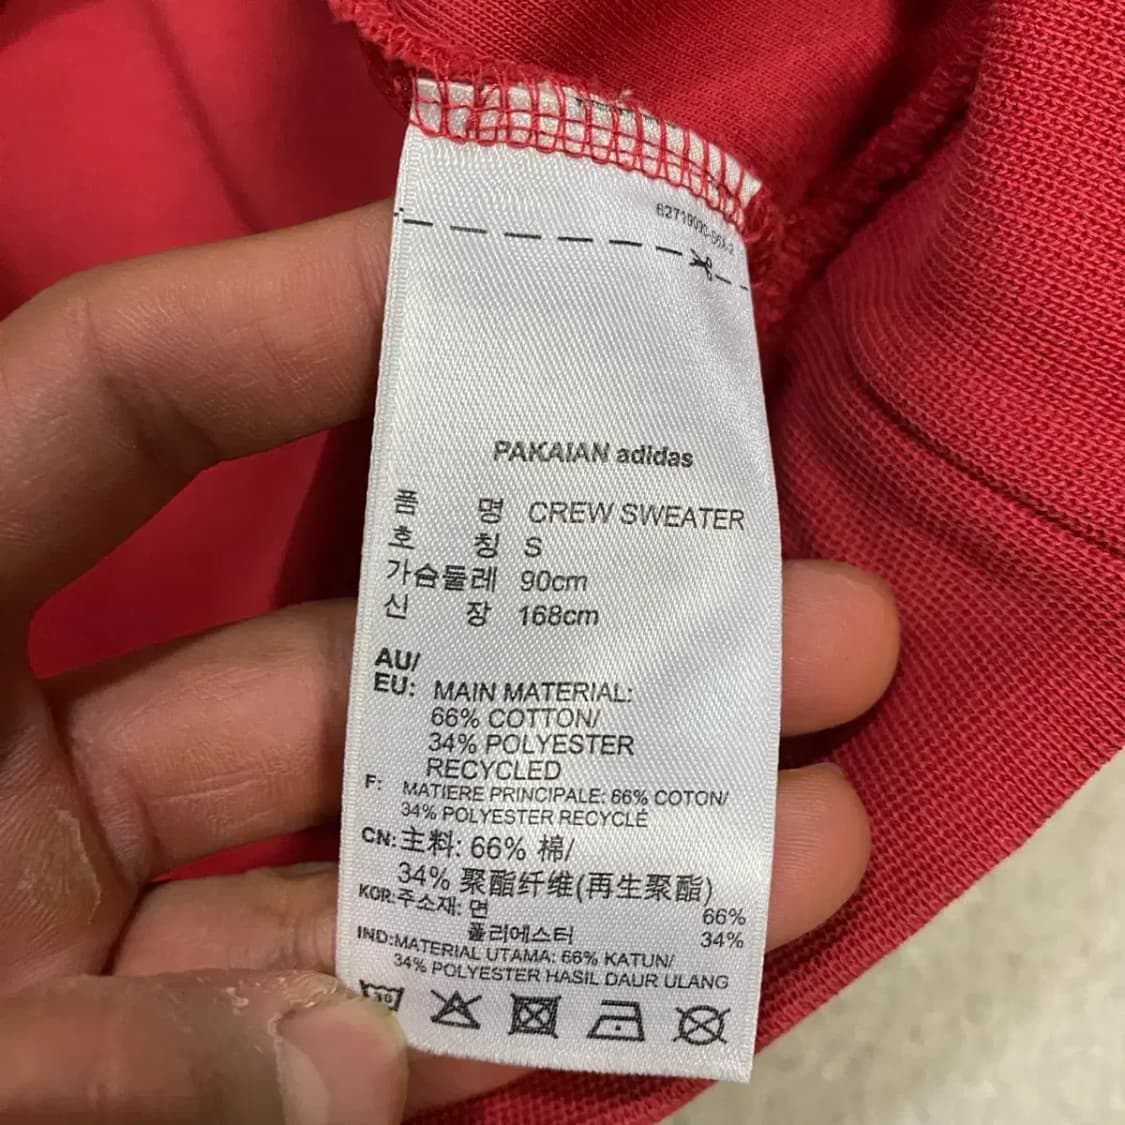 PAKAIAN adidas
품 명 CREW SWEATER
호 칭 S
가슴둘레 90cm
신 장 168cm
AU/
EU: MAIN MATERIAL:
66% COTTON/
34% POLYESTER
RECYCLED
F: MATIERE PRINCIPALE: 66% COTON/
34% POLYESTER RECYCLÉ
CN: 主料: 66% 棉/
34% 聚酯纤维(再生聚酯)
KOR: 주소재: 면 66%
폴리에스터 34%
IND: MATERIAL UTAMA: 66% KATUN/
34% POLYESTER HASIL DAUR ULANG
30